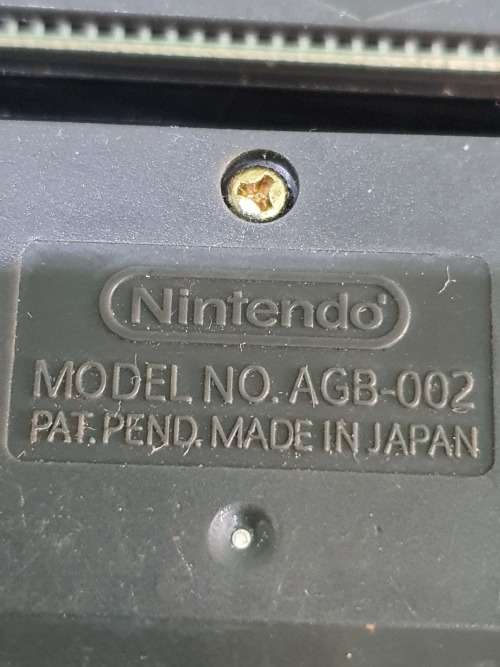 Nintendo
MODEL NO. AGB-002
PAT. PEND. MADE IN JAPAN